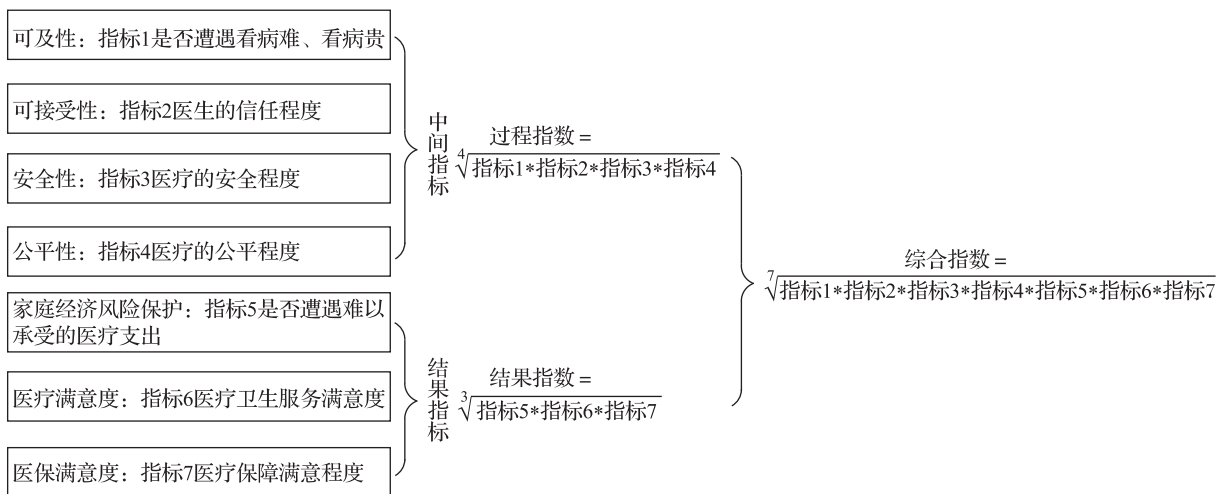 可及性：指标1是否遭遇看病难、看病贵
可接受性：指标2医生的信任程度
安全性：指标3医疗的安全程度
公平性：指标4医疗的公平程度
家庭经济风险保护：指标5是否遭遇难以
承受的医疗支出
医疗满意度：指标6医疗卫生服务满意度
医保满意度：指标7医疗保障满意程度
中间指标
过程指数=
∜指标1*指标2*指标3*指标4
结果指标
结果指数=
∛指标5*指标6*指标7
综合指数=
7√指标1*指标2*指标3*指标4*指标5*指标6*指标7